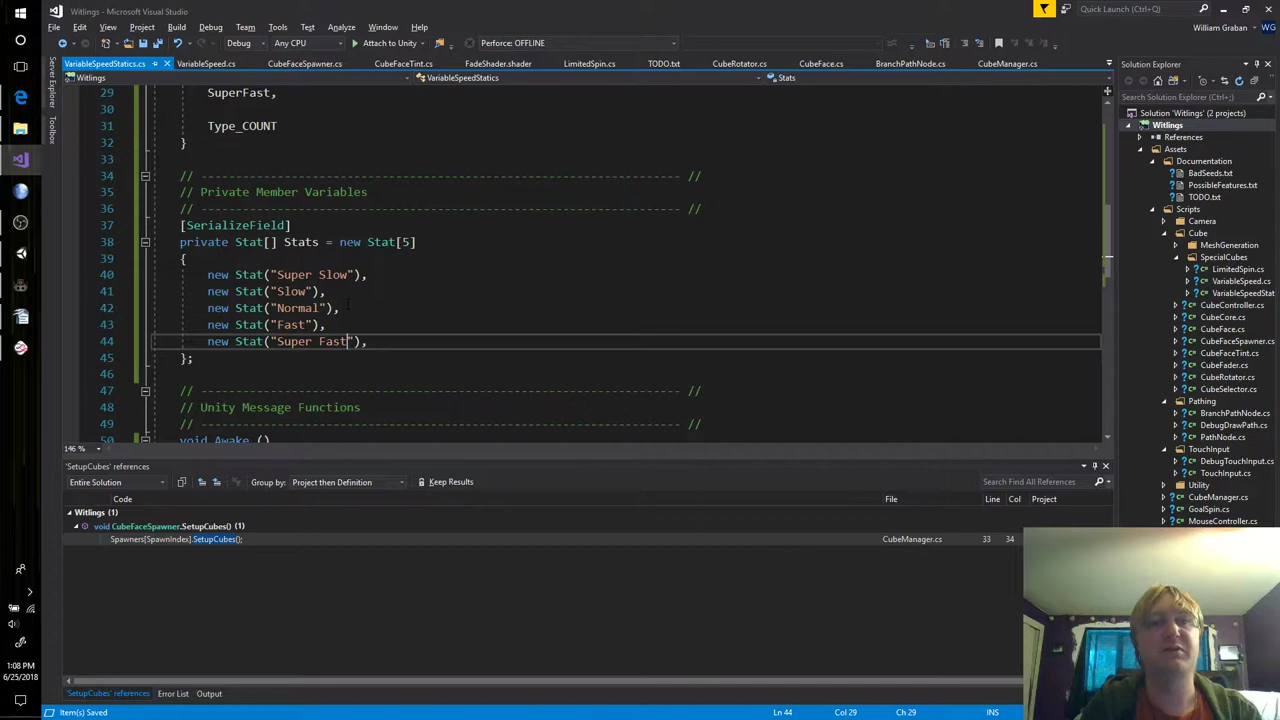 Witlings - Microsoft Visual Studio
Quick Launch (Ctrl+Q)
File Edit View Project Build Debug Team Tools Test Analyze Window Help
William Graban WG
Debug Any CPU Attach to Unity Perforce: OFFLINE
VariableSpeedStatics.cs VariableSpeed.cs CubeFaceSpawner.cs CubeFaceTint.cs FadeShader.shader LimitedSpin.cs TODO.txt CubeRotator.cs CubeFace.cs BranchPathNode.cs CubeManager.cs
Witlings VariableSpeedStatics Stats
Server Explorer
Toolbox
29 SuperFast,
30
31 Type_COUNT
32 }
33
34 // -------------------------------------------------------------------- //
35 // Private Member Variables
36 // -------------------------------------------------------------------- //
37 [SerializeField]
38 private Stat[] Stats = new Stat[5]
39 {
40 new Stat("Super Slow"),
41 new Stat("Slow"),
42 new Stat("Normal"),
43 new Stat("Fast"),
44 new Stat("Super Fast"),
45 };
46
47 // -------------------------------------------------------------------- //
48 // Unity Message Functions
49 // -------------------------------------------------------------------- //
50 void Awake ()
146 %
'SetupCubes' references
Entire Solution Group by: Project then Definition Keep Results Search Find All References
Code File Line Col Project
Witlings (1)
void CubeFaceSpawner.SetupCubes() (1)
Spawners[SpawnIndex].SetupCubes(); CubeManager.cs 33 34
'SetupCubes' references Error List Output
Item(s) Saved Ln 44 Col 29 Ch 29 INS
Solution Explorer
Search Solution Explorer (Ctrl+;)
Solution 'Witlings' (2 projects)
Witlings
References
Assets
Documentation
BadSeeds.txt
PossibleFeatures.txt
TODO.txt
Scripts
Camera
Cube
MeshGeneration
SpecialCubes
LimitedSpin.cs
VariableSpeed.cs
VariableSpeedStat
CubeController.cs
CubeCore.cs
CubeFace.cs
CubeFaceSpawner.cs
CubeFaceTint.cs
CubeFader.cs
CubeRotator.cs
CubeSelector.cs
Pathing
BranchPathNode.cs
DebugDrawPath.cs
PathNode.cs
TouchInput
DebugTouchInput.cs
TouchInput.cs
Utility
CubeManager.cs
GoalSpin.cs
MouseController.cs
1:08 PM
6/25/2018